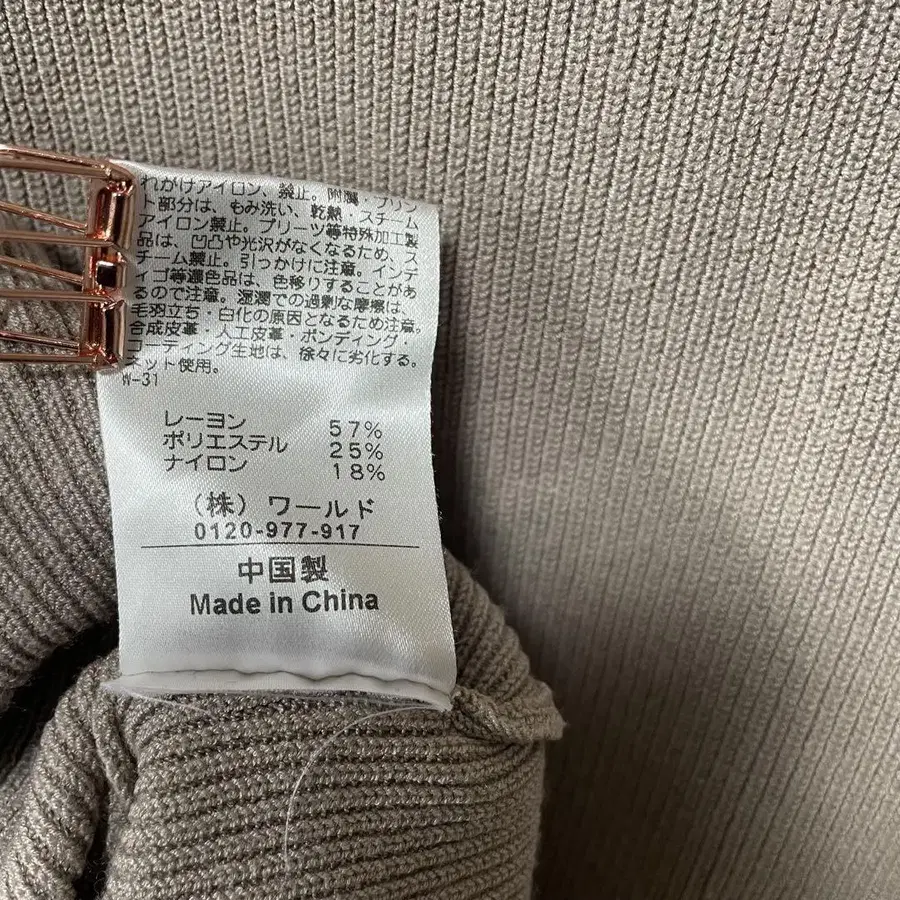 れがけアイロン、禁止。附属・プリン
ト部分は、もみ洗い、乾熱・スチーム
アイロン禁止。プリーツ等特殊加工製
品は、凹凸や光沢がなくなるため、ス
チーム禁止。引っかけに注意。インデ
ィゴ等濃色品は、色移りすることがあ
るので注意。湿潤での過剰な摩擦は、
毛羽立ち・白化の原因となるため注意。
合成皮革・人工皮革・ボンディング・
コーティング生地は、徐々に劣化する。
ネット使用。
W-31
レーヨン 57%
ポリエステル 25%
ナイロン 18%
（株）ワールド
0120-977-917
中国製
Made in China